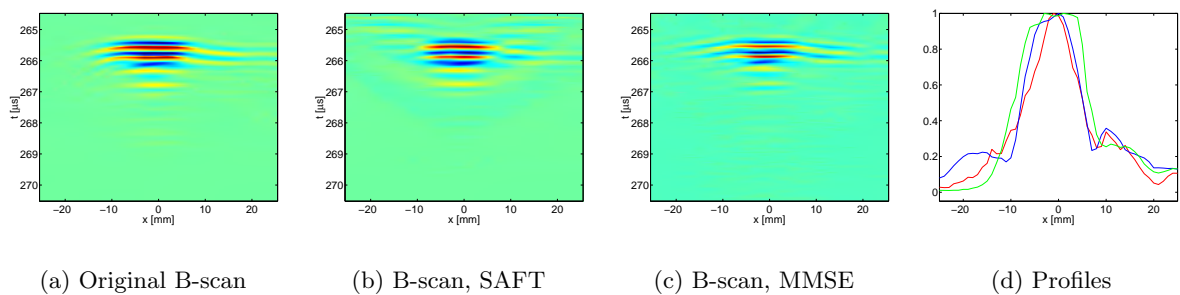 265
266
267
268
269
270
t [µs]
−20 −10 0 10 20
x [mm]
(a) Original B-scan
265
266
267
268
269
270
t [µs]
−20 −10 0 10 20
x [mm]
(b) B-scan, SAFT
265
266
267
268
269
270
t [µs]
−20 −10 0 10 20
x [mm]
(c) B-scan, MMSE
1
0.8
0.6
0.4
0.2
0
−20 −10 0 10 20
x [mm]
(d) Profiles